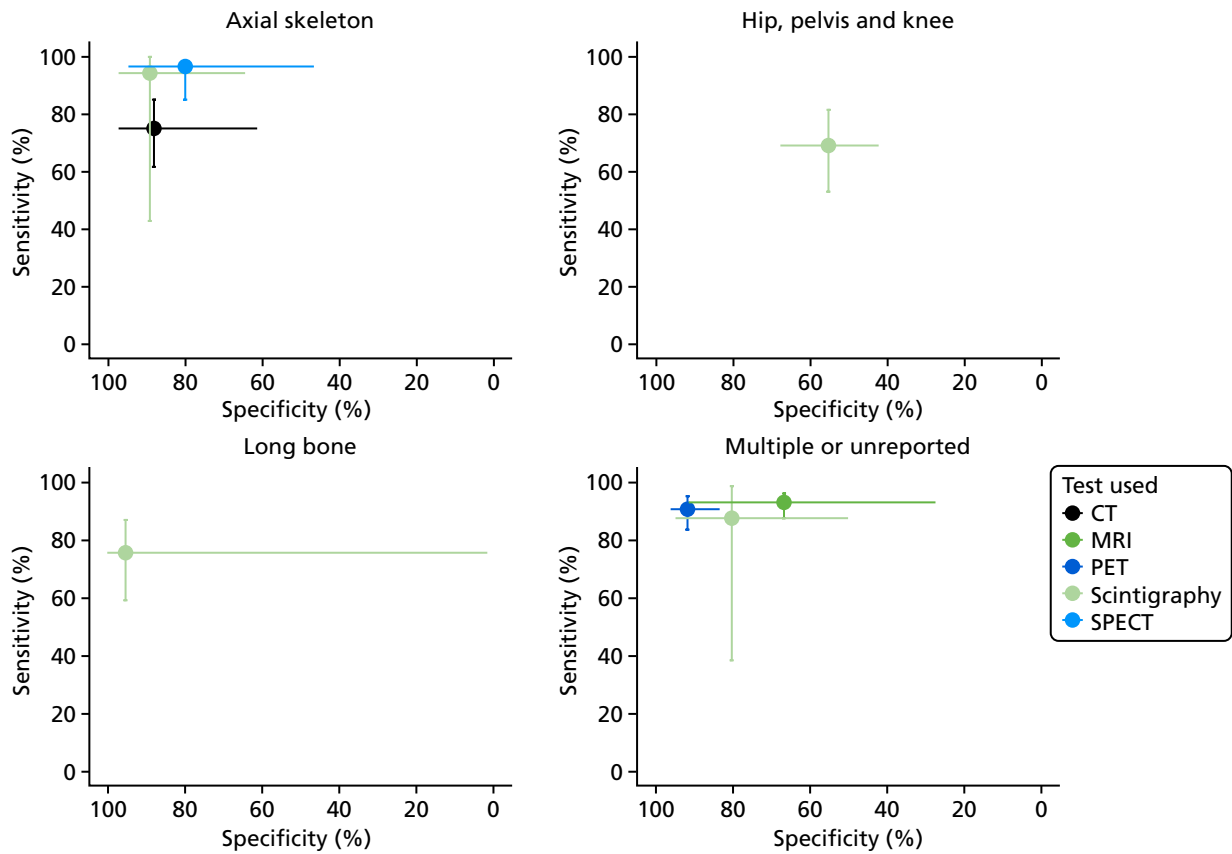 Axial skeleton
Hip, pelvis and knee
100
80
60
40
20
0
Sensitivity (%)
100 80 60 40 20 0
Specificity (%)
100
80
60
40
20
0
Sensitivity (%)
100 80 60 40 20 0
Specificity (%)
Long bone
Multiple or unreported
100
80
60
40
20
0
Sensitivity (%)
100 80 60 40 20 0
Specificity (%)
100
80
60
40
20
0
Sensitivity (%)
100 80 60 40 20 0
Specificity (%)
Test used
CT
MRI
PET
Scintigraphy
SPECT